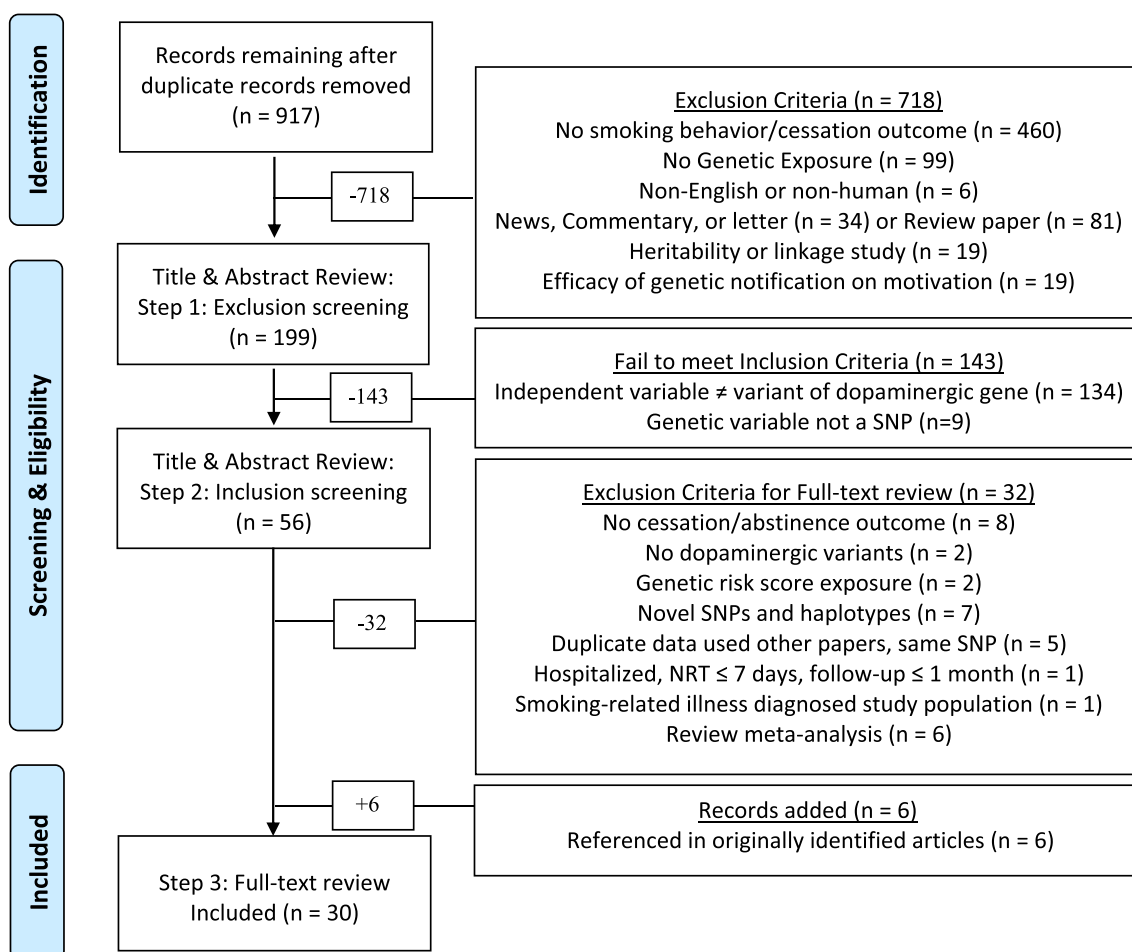 Identification
Records remaining after
duplicate records removed
(n = 917)
-718
Exclusion Criteria (n = 718)
No smoking behavior/cessation outcome (n = 460)
No Genetic Exposure (n = 99)
Non-English or non-human (n = 6)
News, Commentary, or letter (n = 34) or Review paper (n = 81)
Heritability or linkage study (n = 19)
Efficacy of genetic notification on motivation (n = 19)
Screening & Eligibility
Title & Abstract Review:
Step 1: Exclusion screening
(n = 199)
-143
Fail to meet Inclusion Criteria (n = 143)
Independent variable ≠ variant of dopaminergic gene (n = 134)
Genetic variable not a SNP (n=9)
Title & Abstract Review:
Step 2: Inclusion screening
(n = 56)
-32
Exclusion Criteria for Full-text review (n = 32)
No cessation/abstinence outcome (n = 8)
No dopaminergic variants (n = 2)
Genetic risk score exposure (n = 2)
Novel SNPs and haplotypes (n = 7)
Duplicate data used other papers, same SNP (n = 5)
Hospitalized, NRT ≤ 7 days, follow-up ≤ 1 month (n = 1)
Smoking-related illness diagnosed study population (n = 1)
Review meta-analysis (n = 6)
Included
+6
Records added (n = 6)
Referenced in originally identified articles (n = 6)
Step 3: Full-text review
Included (n = 30)